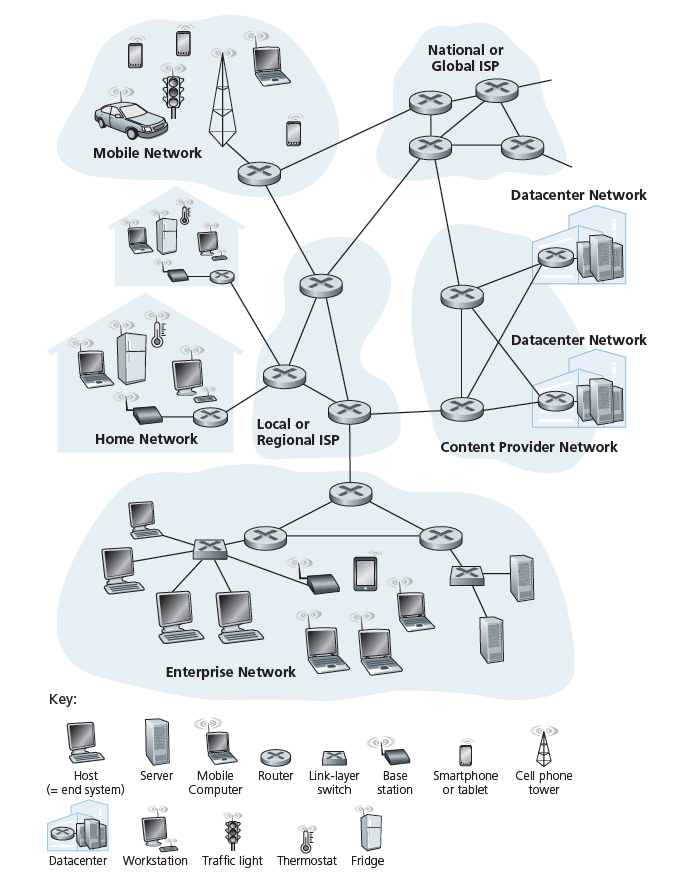 National or
Global ISP
Mobile Network
Datacenter Network
Datacenter Network
Local or
Regional ISP
Home Network
Content Provider Network
Enterprise Network
Key:
Host
(= end system)
Server
Mobile
Computer
Router
Link-layer
switch
Base
station
Smartphone
or tablet
Cell phone
tower
Datacenter
Workstation
Traffic light
Thermostat
Fridge